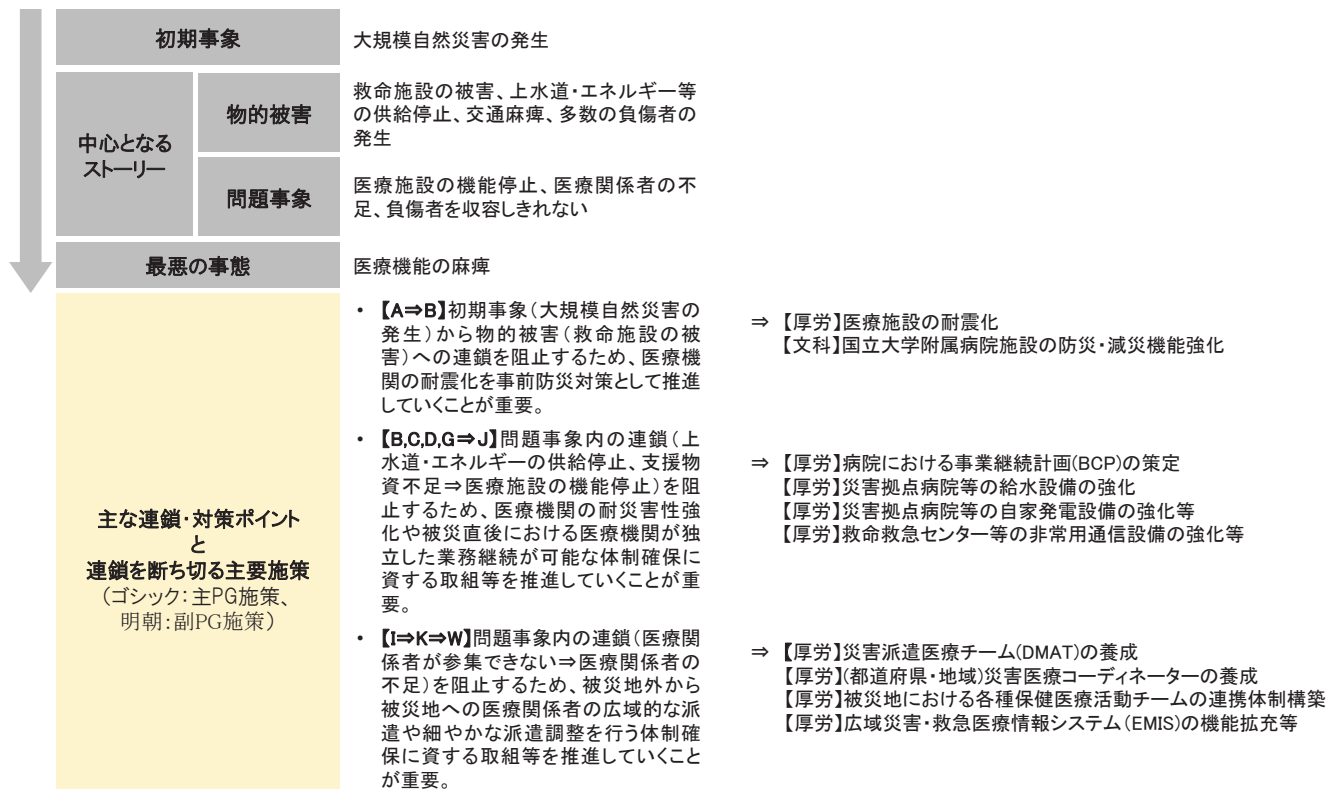 初期事象
大規模自然災害の発生
中心となる
ストーリー
物的被害
救命施設の被害、上水道・エネルギー等
の供給停止、交通麻痺、多数の負傷者の
発生
問題事象
医療施設の機能停止、医療関係者の不
足、負傷者を収容しきれない
最悪の事態
医療機能の麻痺
主な連鎖・対策ポイント
と
連鎖を断ち切る主要施策
（ゴシック：主PG施策、
明朝：副PG施策）
・ 【A⇒B】初期事象（大規模自然災害の
発生）から物的被害（救命施設の被
害）への連鎖を阻止するため、医療機
関の耐震化を事前防災対策として推進
していくことが重要。
⇒ 【厚労】医療施設の耐震化
【文科】国立大学附属病院施設の防災・減災機能強化
・ 【B,C,D,G⇒J】問題事象内の連鎖（上
水道・エネルギーの供給停止、支援物
資不足⇒医療施設の機能停止）を阻
止するため、医療機関の耐災害性強
化や被災直後における医療機関が独
立した業務継続が可能な体制確保に
資する取組等を推進していくことが重
要。
⇒ 【厚労】病院における事業継続計画(BCP)の策定
【厚労】災害拠点病院等の給水設備の強化
【厚労】災害拠点病院等の自家発電設備の強化等
【厚労】救命救急センター等の非常用通信設備の強化等
・ 【I⇒K⇒W】問題事象内の連鎖（医療関
係者が参集できない⇒医療関係者の
不足）を阻止するため、被災地外から
被災地への医療関係者の広域的な派
遣や細やかな派遣調整を行う体制確
保に資する取組等を推進していくこと
が重要。
⇒ 【厚労】災害派遣医療チーム(DMAT)の養成
【厚労】(都道府県・地域)災害医療コーディネーターの養成
【厚労】被災地における各種保健医療活動チームの連携体制構築
【厚労】広域災害・救急医療情報システム（EMIS)の機能拡充等